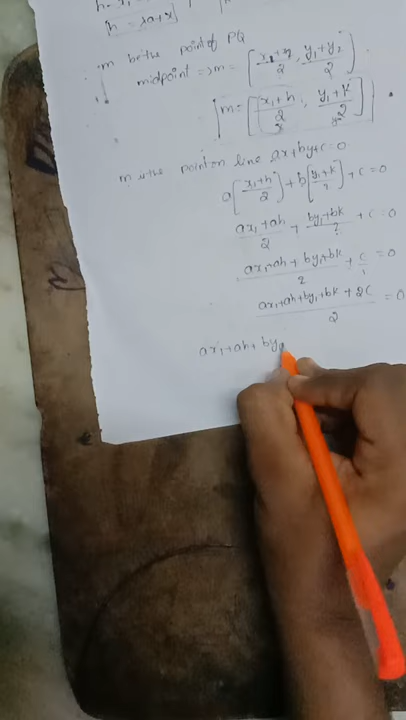 [h = λa+x]
m be the point of PQ
midpoint => m = [x₁+x₂/2, y₁+y₂/2]
[m = [x₁+h/2, y₁+k/2]].
m is the point on line ax+by+c=0
a[x₁+h/2]+b[y₁+k/2]+c=0
ax₁+ah/2 + by₁+bk/2 + c=0
ax₁+ah+by₁+bk/2 + c/1 =0
ax₁+ah+by₁+bk+2c/2 =0
ax₁+ah+by